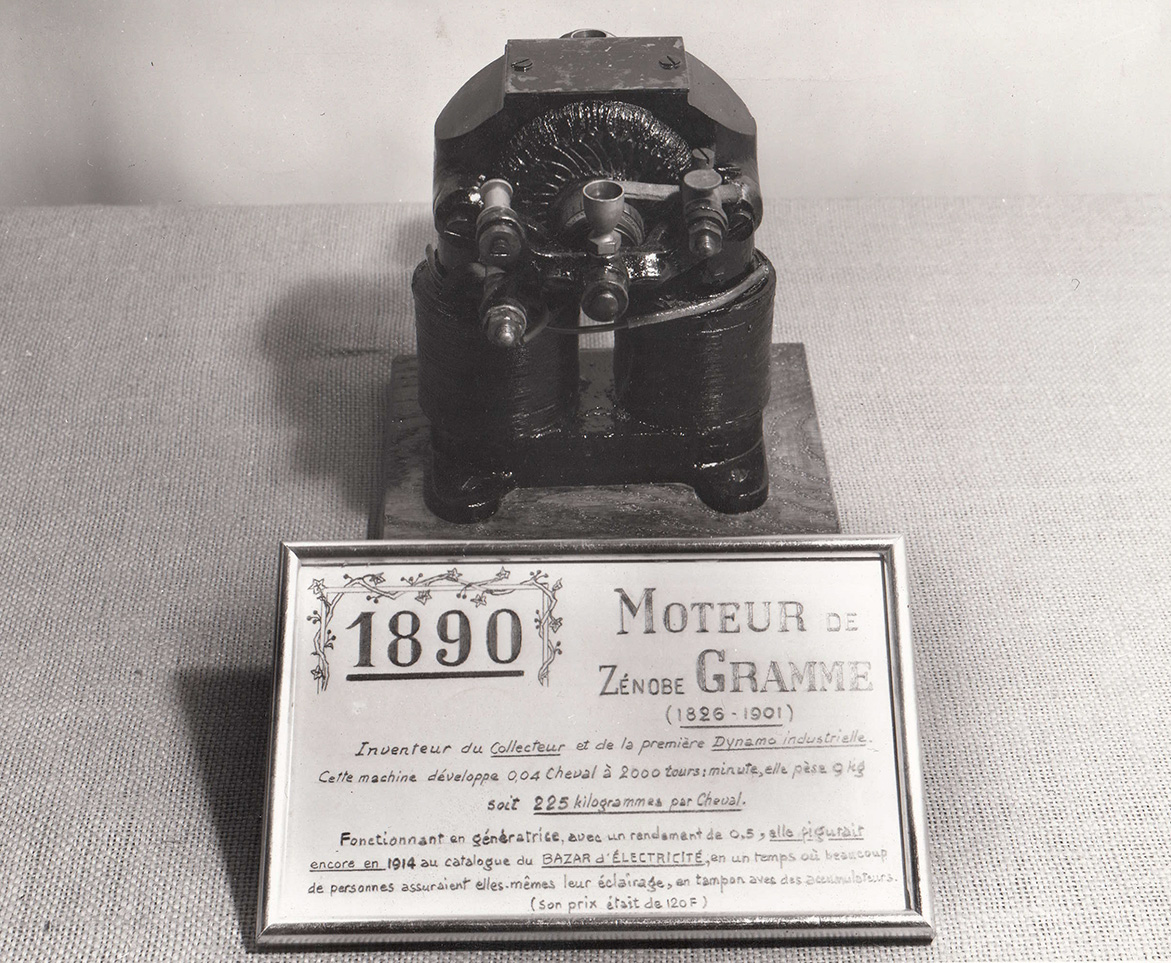 1890
MOTEUR DE
ZÉNOBE GRAMME
(1826-1901)
Inventeur du Collecteur et de la première Dynamo industrielle.
Cette machine développe 0,04 Cheval à 2000 tours:minute, elle pèse 9 kg
soit 225 kilogrammes par Cheval.
Fonctionnant en génératrice, avec un rendement de 0,5, elle figurait
encore en 1914 au catalogue du BAZAR d'ÉLECTRICITÉ, en un temps où beaucoup
de personnes assuraient elles-mêmes leur éclairage, en tampon avec des accumulateurs.
(Son prix était de 120F)